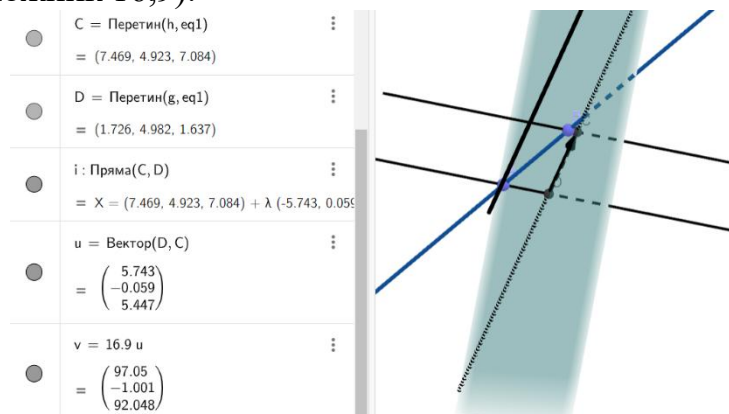 C = Перетин(h, eq1)
= (7.469, 4.923, 7.084)
D = Перетин(g, eq1)
= (1.726, 4.982, 1.637)
i : Пряма(C, D)
= X = (7.469, 4.923, 7.084) + λ (-5.743, 0.059
u = Вектор(D, C)
= (5.743
−0.059
5.447)
v = 16.9 u
= (97.05
−1.001
92.048)